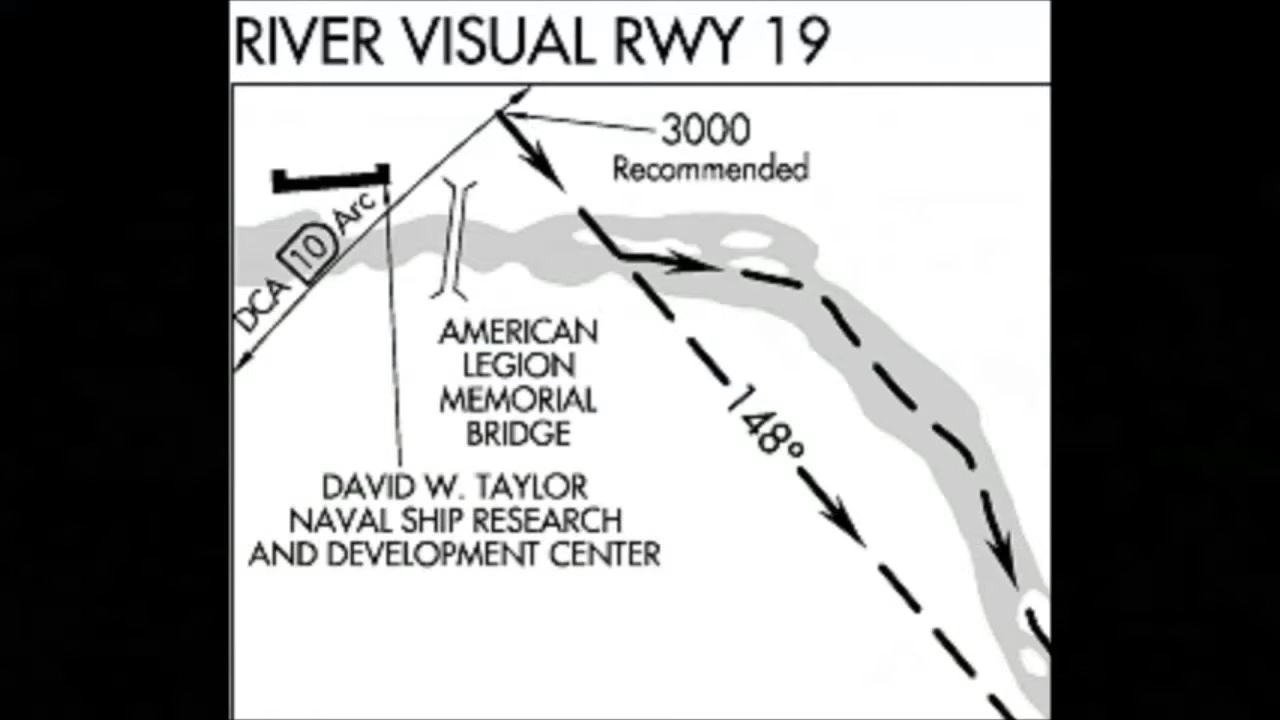 RIVER VISUAL RWY 19
3000
Recommended
DCA 10 Arc
AMERICAN
LEGION
MEMORIAL
BRIDGE
148°
DAVID W. TAYLOR
NAVAL SHIP RESEARCH
AND DEVELOPMENT CENTER